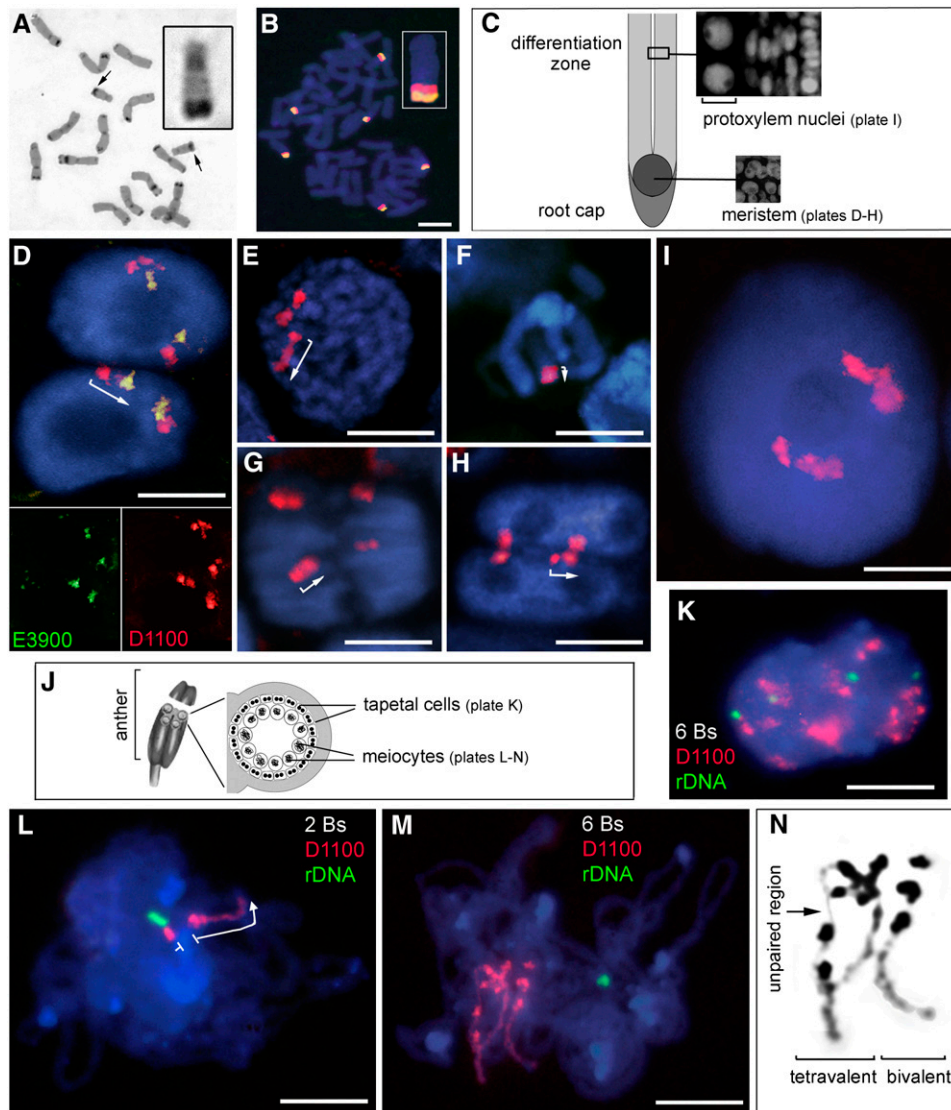 A
B
C
differentiation
zone
protoxylem nuclei (plate I)
root cap
meristem (plates D-H)
D
E
F
I
G
H
E3900
D1100
J
anther
tapetal cells (plate K)
meiocytes (plates L-N)
K
6 Bs
D1100
rDNA
L
2 Bs
D1100
rDNA
M
6 Bs
D1100
rDNA
N
unpaired region
tetravalent
bivalent